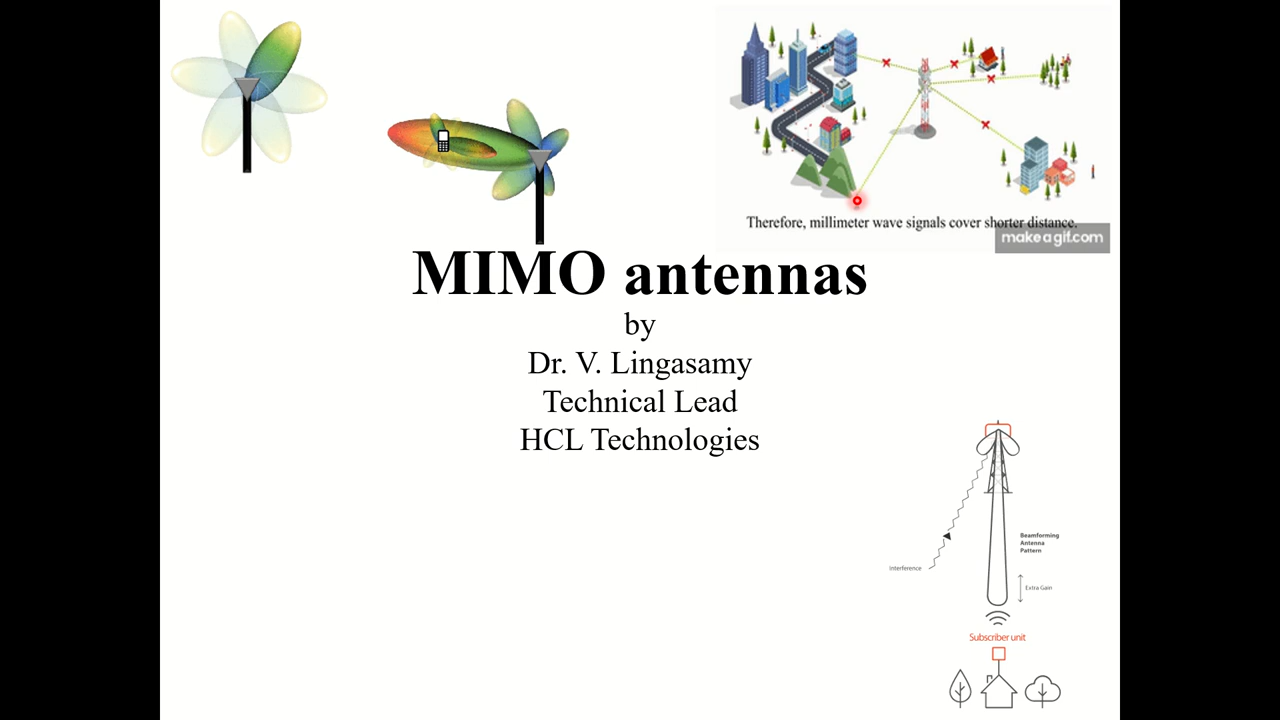 Therefore, millimeter wave signals cover shorter distance.
makeagif.com
MIMO antennas
by
Dr. V. Lingasamy
Technical Lead
HCL Technologies
Beamforming
Antenna
Pattern
Interference
Extra Gain
Subscriber unit